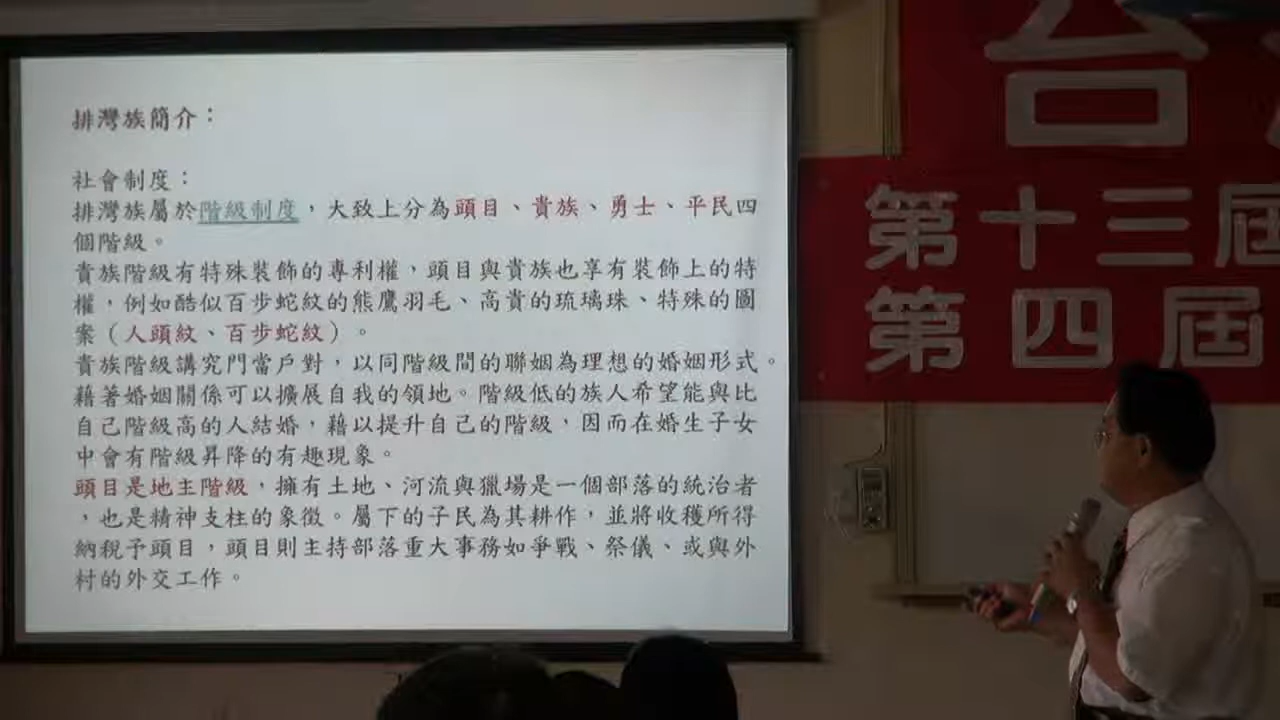 排灣族簡介：
社會制度：
排灣族屬於階級制度，大致上分為頭目、貴族、勇士、平民四
個階級。
貴族階級有特殊裝飾的專利權，頭目與貴族也享有裝飾上的特
權，例如酷似百步蛇紋的熊鷹羽毛、高貴的琉璃珠、特殊的圖
案（人頭紋、百步蛇紋）。
貴族階級講究門當戶對，以同階級間的聯姻為理想的婚姻形式。
藉著婚姻關係可以擴展自我的領地。階級低的族人希望能與比
自己階級高的人結婚，藉以提升自己的階級，因而在婚生子女
中會有階級昇降的有趣現象。
頭目是地主階級，擁有土地、河流與獵場是一個部落的統治者
，也是精神支柱的象徵。屬下的子民為其耕作，並將收穫所得
納稅予頭目，頭目則主持部落重大事務如爭戰、祭儀、或與外
村的外交工作。
台
第十三屆
第四屆